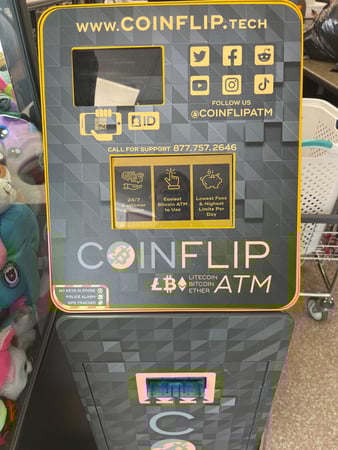 WWW.COINFLIP.TECH
FOLLOW US
@COINFLIPATM
ID
CALL FOR SUPPORT 877.757.2646
24/7
Customer
Easiest
Bitcoin ATM
to Use
Lowest Fees
& Highest
Limits Per
Day
COINFLIP
LITECOIN
BITCOIN
ETHER
ATM
NO KEYS IN STORE
POLICE ALARM
GPS TRACKER
C